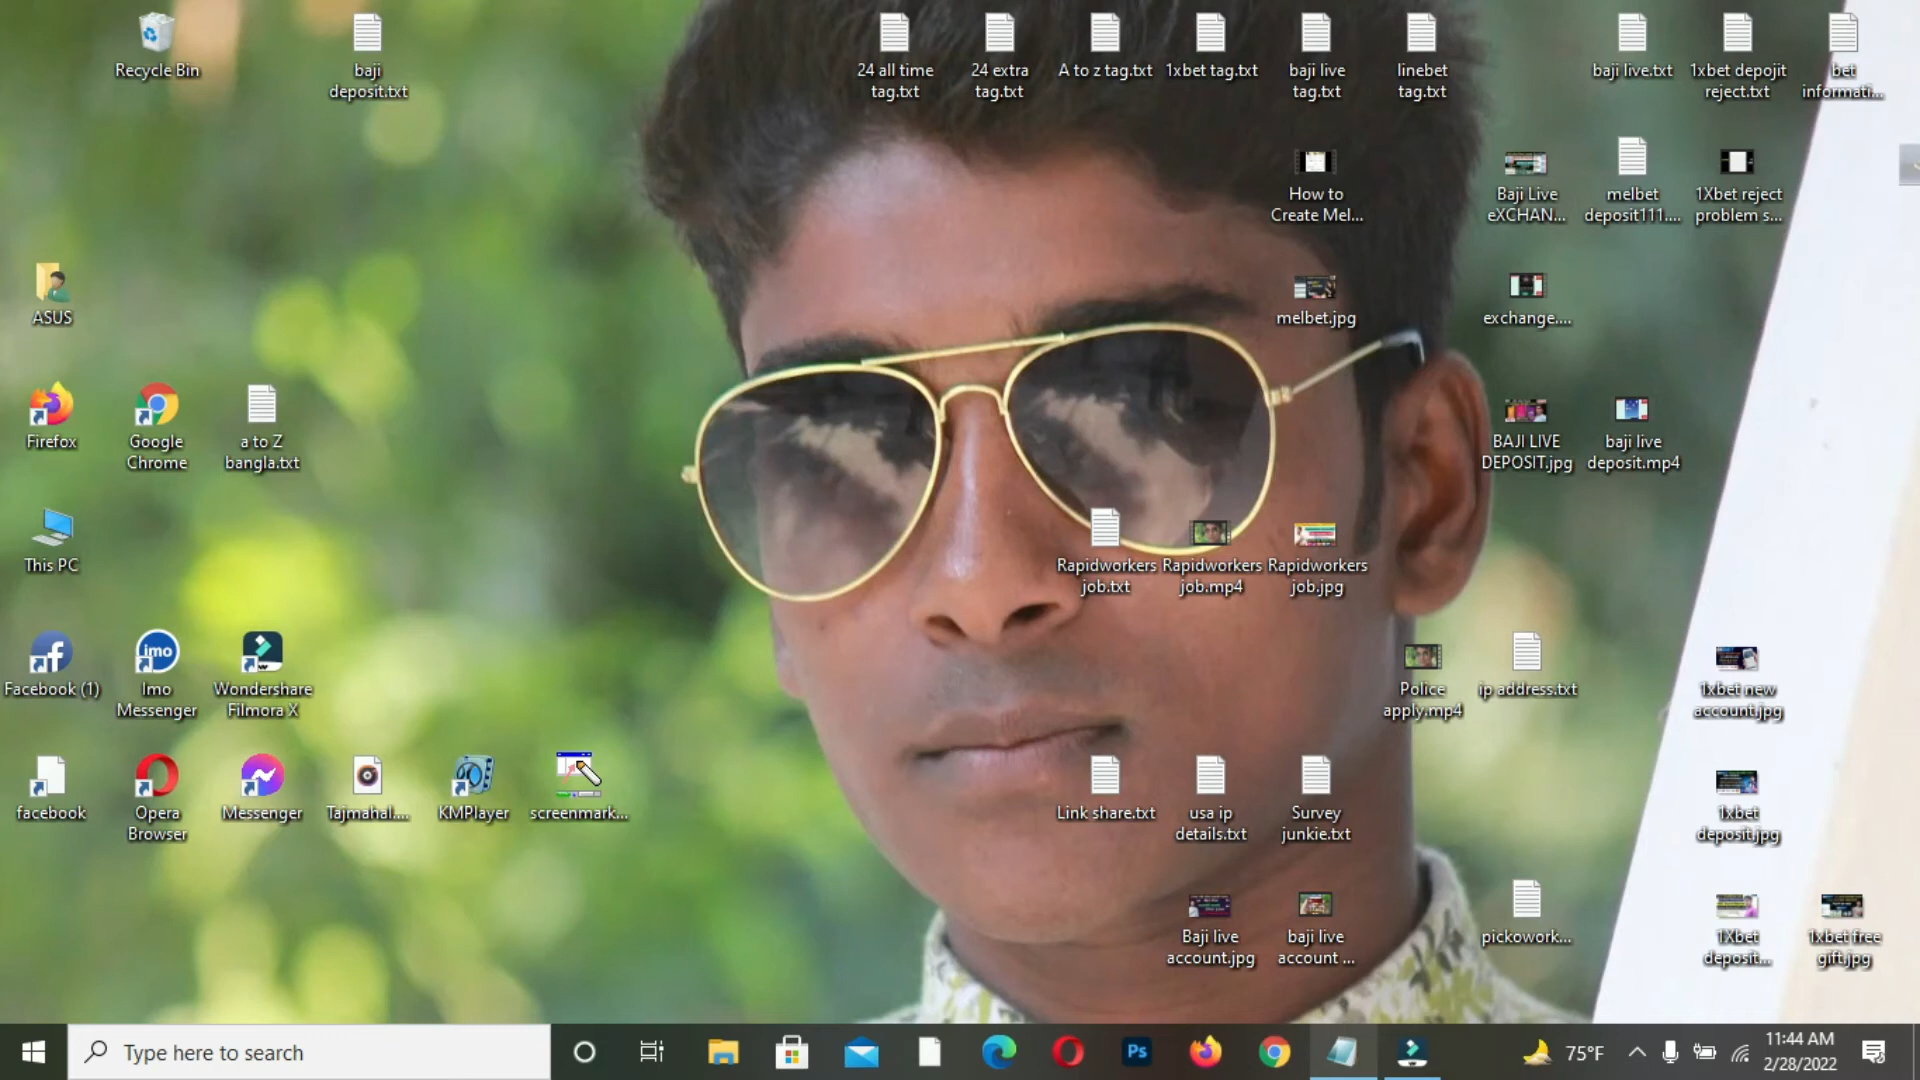 Recycle Bin
baji
deposit.txt
24 all time
tag.txt
24 extra
tag.txt
A to z tag.txt
1xbet tag.txt
baji live
tag.txt
linebet
tag.txt
baji live.txt
1xbet depojit
reject.txt
bet
informati...
How to
Create Mel...
Baji Live
eXCHAN...
melbet
deposit111....
1Xbet reject
problem s...
ASUS
melbet.jpg
exchange....
Firefox
Google
Chrome
a to Z
bangla.txt
BAJI LIVE
DEPOSIT.jpg
baji live
deposit.mp4
This PC
Rapidworkers
job.txt
Rapidworkers
job.mp4
Rapidworkers
job.jpg
Facebook (1)
imo
Imo
Messenger
Wondershare
Filmora X
Police
apply.mp4
ip address.txt
1xbet new
account.jpg
facebook
Opera
Browser
Messenger
Tajmahal....
KMPlayer
screenmark...
Link share.txt
usa ip
details.txt
Survey
junkie.txt
1xbet
deposit.jpg
Baji live
account.jpg
baji live
account ...
pickowork...
1Xbet
deposit...
1xbet free
gift.jpg
Type here to search
Ps
75°F
11:44 AM
2/28/2022